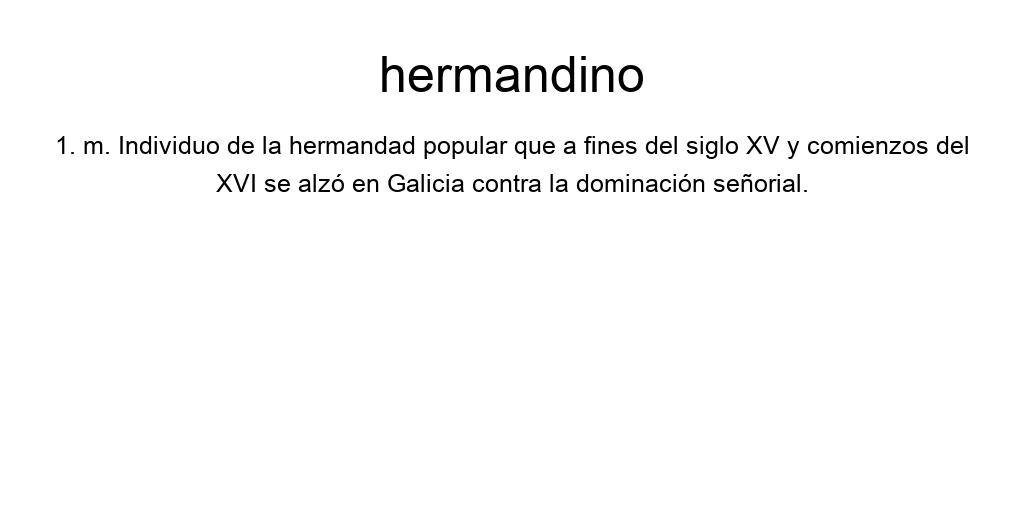 hermandino
1. m. Individuo de la hermandad popular que a fines del siglo XV y comienzos del
XVI se alzó en Galicia contra la dominación señorial.